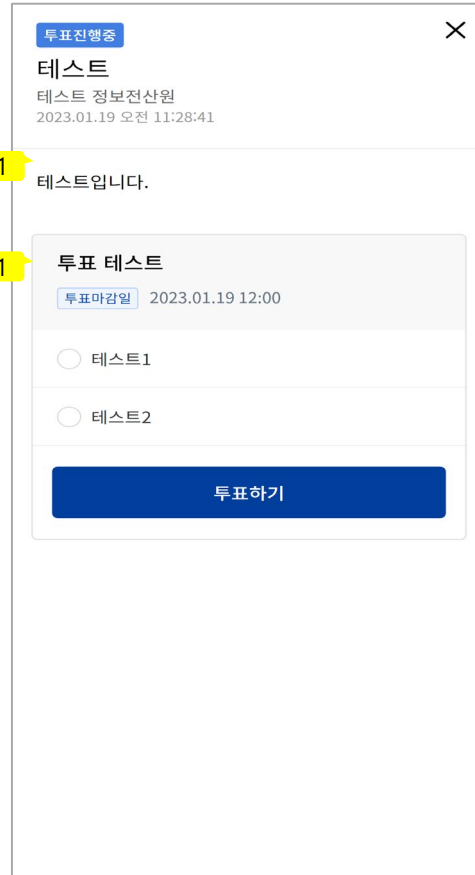 투표진행중
테스트
테스트 정보전산원
2023.01.19 오전 11:28:41
1
테스트입니다.
1
투표 테스트
투표마감일 2023.01.19 12:00
테스트1
테스트2
투표하기